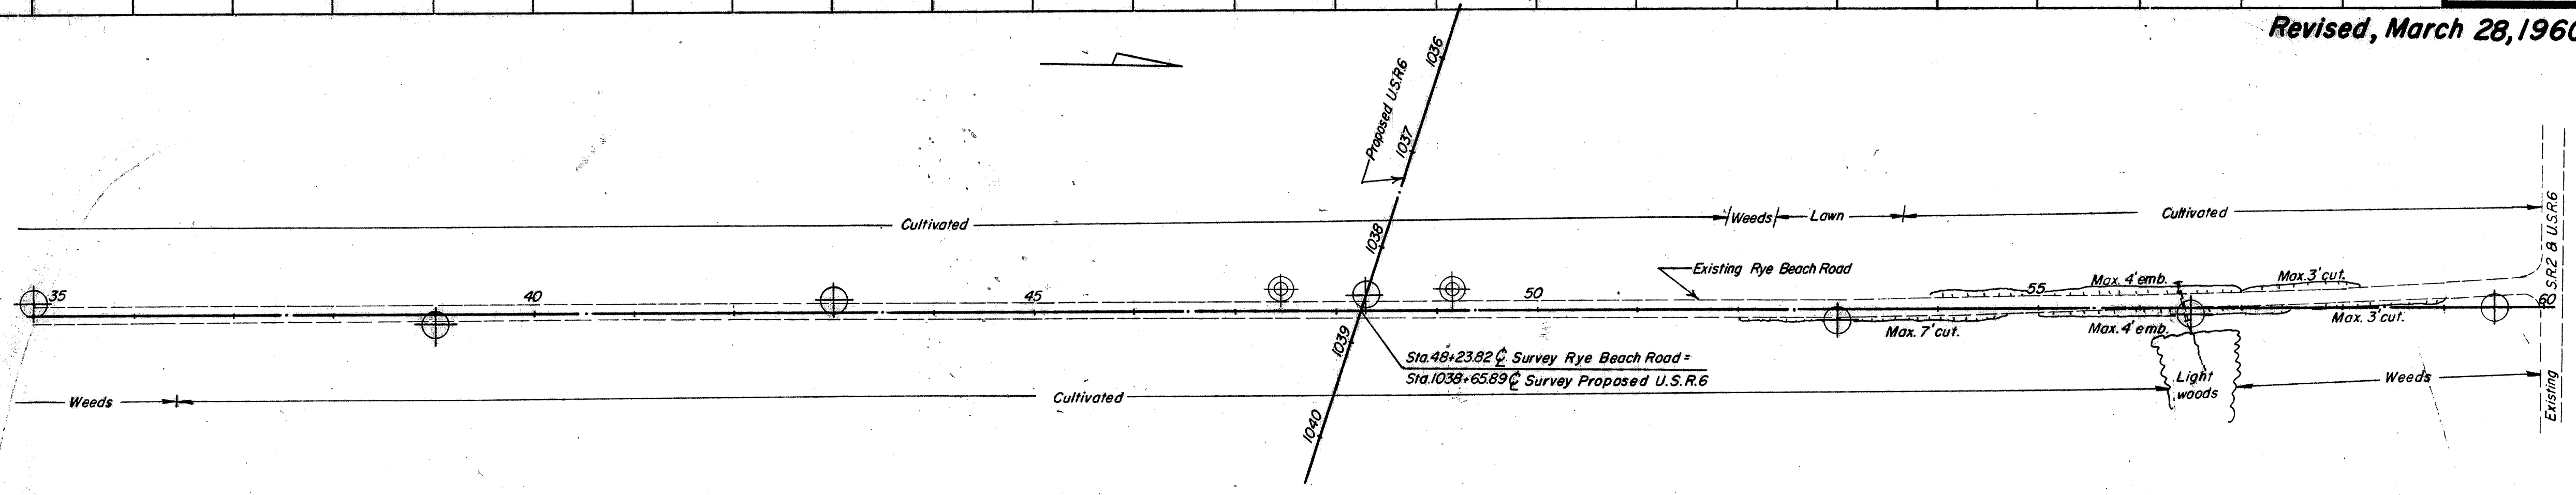 Revised, March 28, 1960
1036
Proposed U.S.R.6
1037
1038
Cultivated
Weeds
Lawn
Cultivated
S.R.2 & U.S.R.6
Existing
Existing Rye Beach Road
Max. 4' emb.
Max. 3' cut.
35
40
45
50
55
60
Max. 7' cut.
Max. 4' emb.
Max. 3' cut.
1039
Sta. 48+23.82 ℄ Survey Rye Beach Road =
Sta. 1038+65.89 ℄ Survey Proposed U.S.R.6
Light
woods
Weeds
Weeds
Cultivated
1040